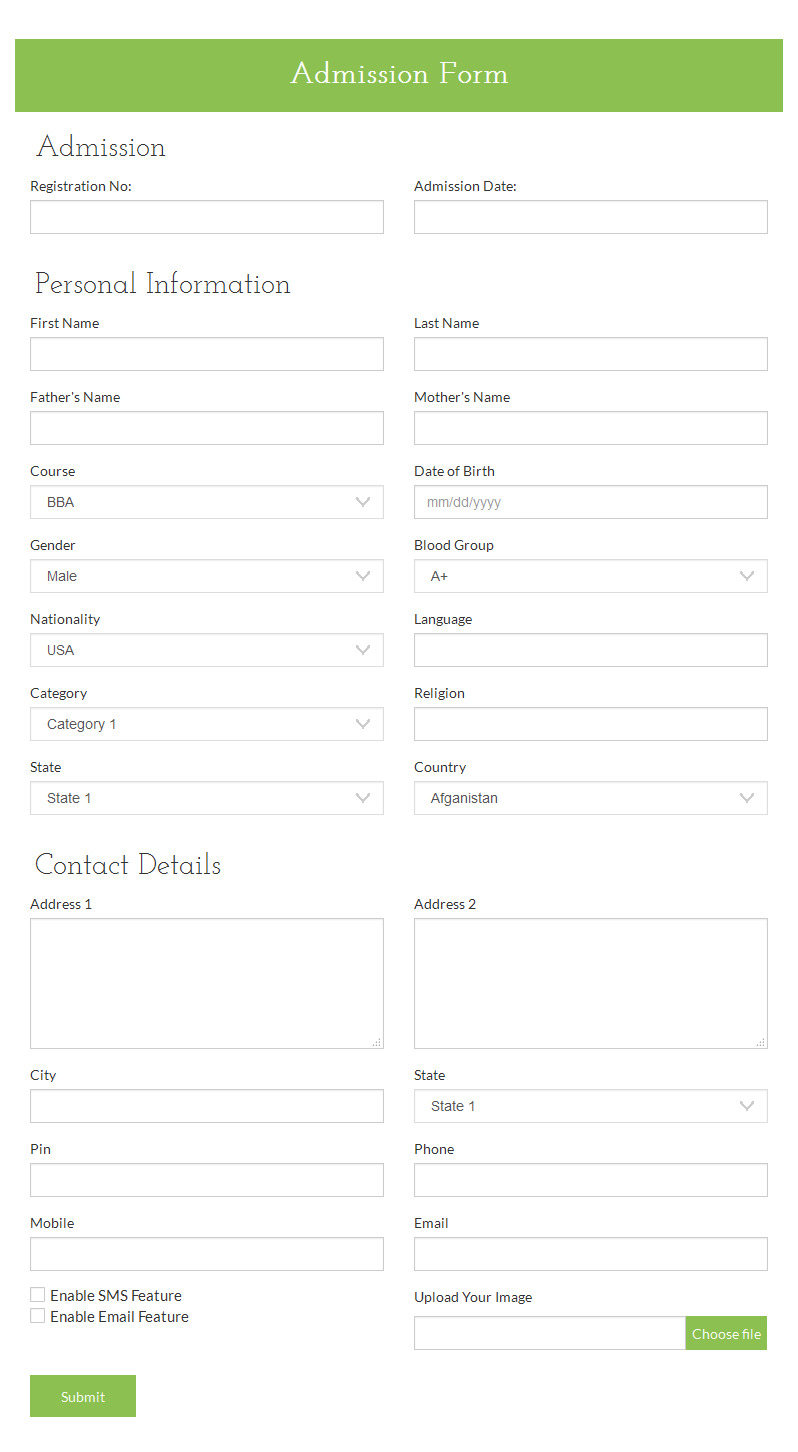 Admission Form
Admission
Registration No: Admission Date:
Personal Information
First Name Last Name
Father's Name Mother's Name
Course Date of Birth
BBA mm/dd/yyyy
Gender Blood Group
Male A+
Nationality Language
USA
Category Religion
Category 1
State Country
State 1 Afganistan
Contact Details
Address 1 Address 2
City State
State 1
Pin Phone
Mobile Email
Enable SMS Feature Upload Your Image
Enable Email Feature
Choose file
Submit